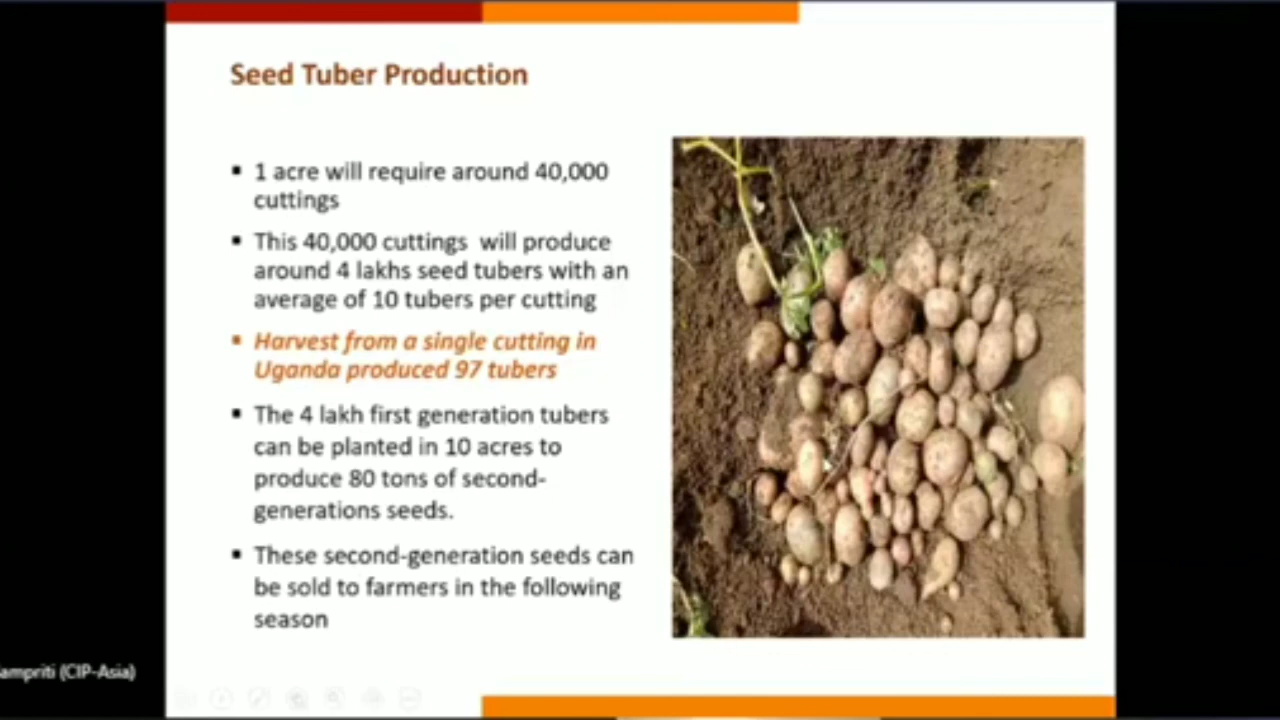 Seed Tuber Production
▪ 1 acre will require around 40,000
cuttings
▪ This 40,000 cuttings will produce
around 4 lakhs seed tubers with an
average of 10 tubers per cutting
▪ Harvest from a single cutting in
Uganda produced 97 tubers
▪ The 4 lakh first generation tubers
can be planted in 10 acres to
produce 80 tons of second-
generations seeds.
▪ These second-generation seeds can
be sold to farmers in the following
season
ampriti (CIP-Asia)